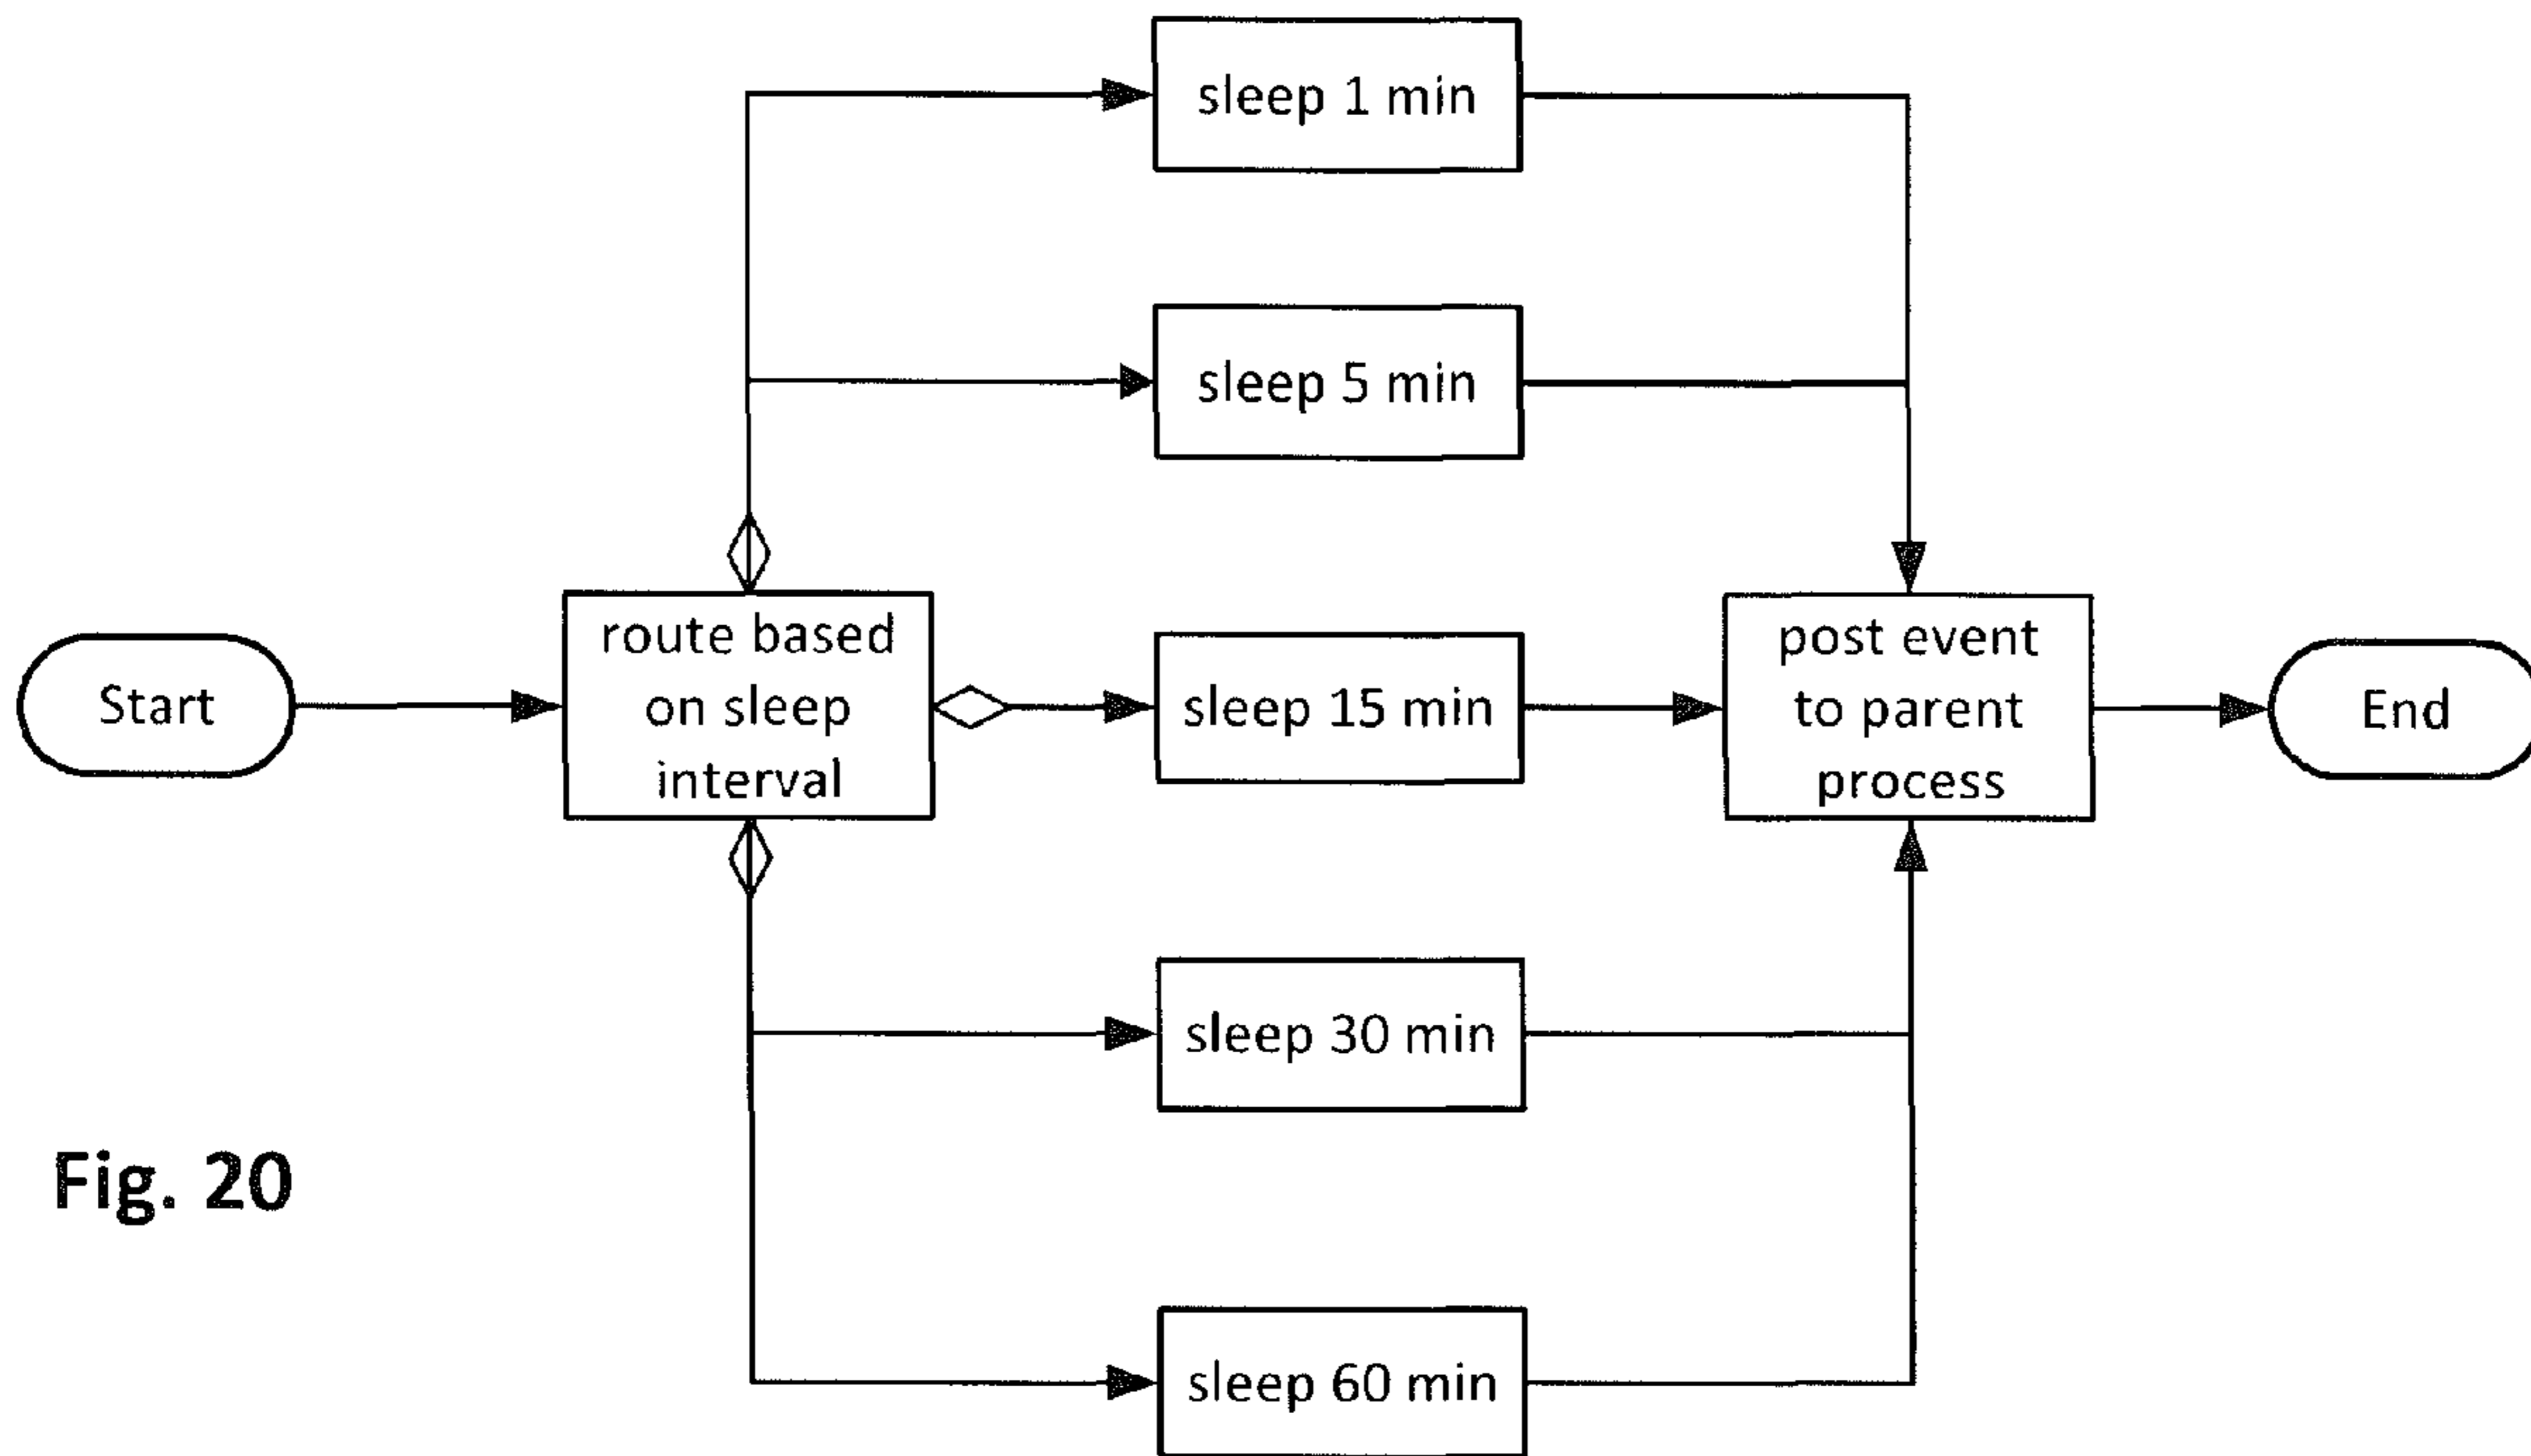 sleep 1 min
sleep 5 min
Start
route based
on sleep
interval
sleep 15 min
post event
to parent
process
End
sleep 30 min
Fig. 20
sleep 60 min